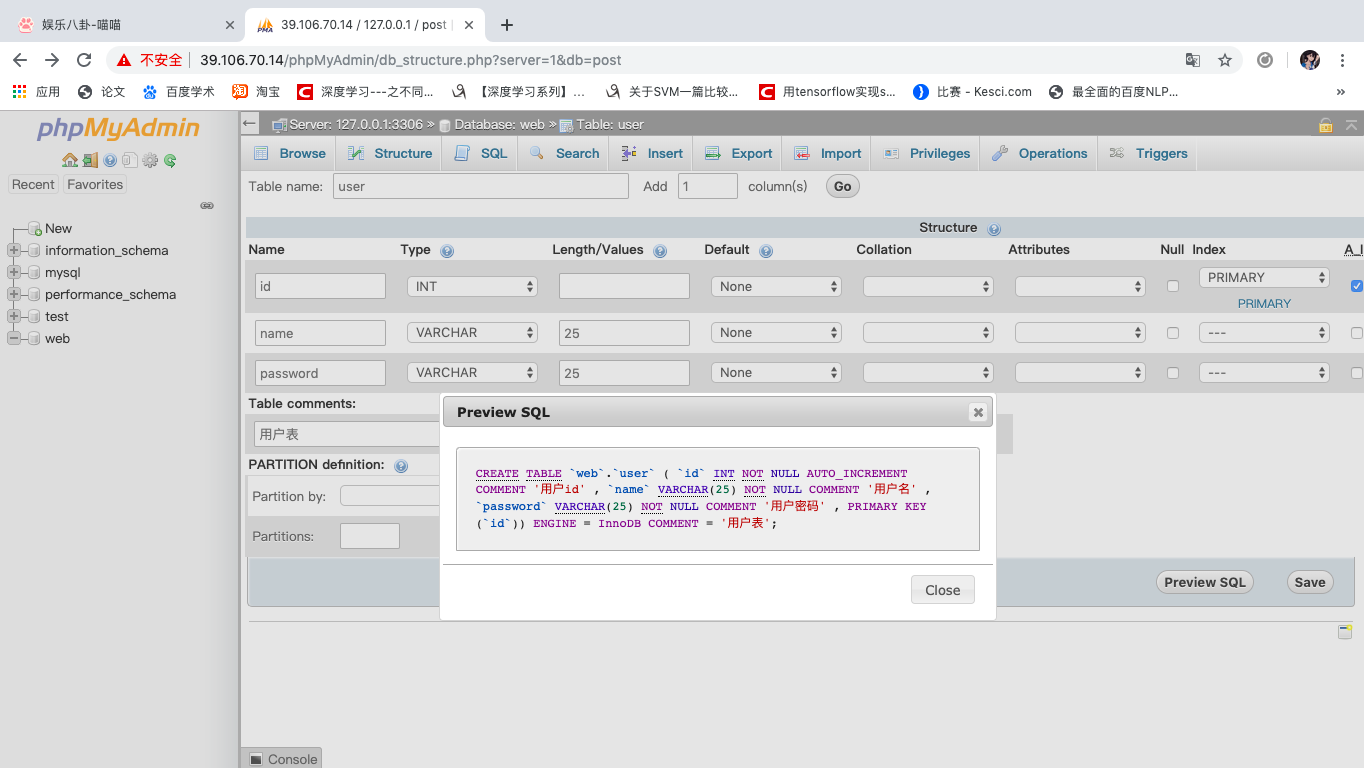 娱乐八卦-喵喵
39.106.70.14 / 127.0.0.1 / post |
不安全 | 39.106.70.14/phpMyAdmin/db_structure.php?server=1&db=post
应用 论文 百度学术 淘宝 深度学习---之不同... 【深度学习系列】... 关于SVM一篇比较... 用tensorflow实现s... 比赛 - Kesci.com 最全面的百度NLP... »
phpMyAdmin
Recent Favorites
New
information_schema
mysql
performance_schema
test
web
Server: 127.0.0.1:3306 » Database: web » Table: user
Browse Structure SQL Search Insert Export Import Privileges Operations Triggers
Table name: user Add 1 column(s) Go
Structure
Name Type Length/Values Default Collation Attributes Null Index A_I
id INT None PRIMARY
PRIMARY
name VARCHAR 25 None ---
password VARCHAR 25 None ---
Table comments:
用户表
PARTITION definition:
Partition by:
Partitions:
Preview SQL
CREATE TABLE `web`.`user` ( `id` INT NOT NULL AUTO_INCREMENT
COMMENT '用户id' , `name` VARCHAR(25) NOT NULL COMMENT '用户名' ,
`password` VARCHAR(25) NOT NULL COMMENT '用户密码' , PRIMARY KEY
(`id`)) ENGINE = InnoDB COMMENT = '用户表';
Close
Preview SQL Save
Console